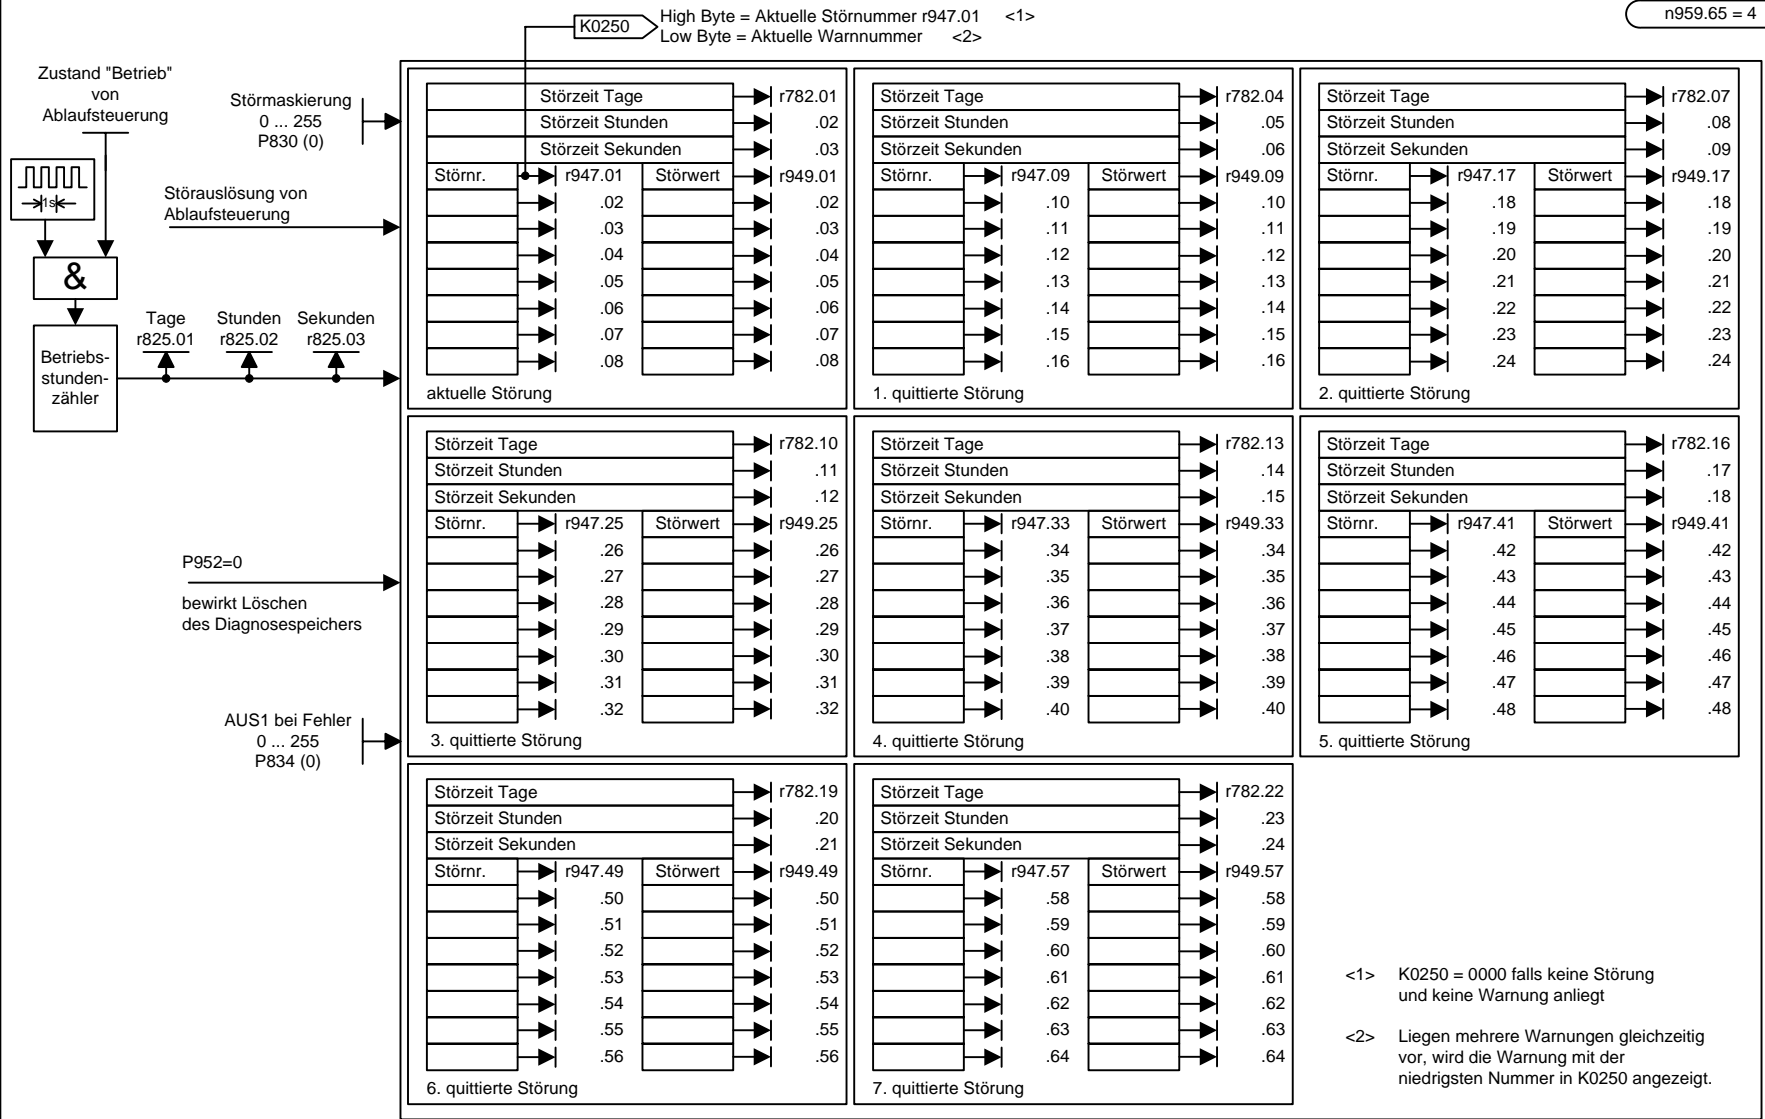 K0250
High Byte = Aktuelle Störnummer r947.01 <1>
Low Byte = Aktuelle Warnnummer <2>
n959.65 = 4
Zustand "Betrieb"
von
Ablaufsteuerung
Störmaskierung
0 ... 255
P830 (0)
1s
Störauslösung von
Ablaufsteuerung
&
Tage
r825.01
Stunden
r825.02
Sekunden
r825.03
Betriebs-
stunden-
zähler
P952=0
bewirkt Löschen
des Diagnosespeichers
AUS1 bei Fehler
0 ... 255
P834 (0)
Störzeit Tage r782.01
Störzeit Stunden .02
Störzeit Sekunden .03
Störnr. r947.01 Störwert r949.01
.02 .02
.03 .03
.04 .04
.05 .05
.06 .06
.07 .07
.08 .08
aktuelle Störung
Störzeit Tage r782.04
Störzeit Stunden .05
Störzeit Sekunden .06
Störnr. r947.09 Störwert r949.09
.10 .10
.11 .11
.12 .12
.13 .13
.14 .14
.15 .15
.16 .16
1. quittierte Störung
Störzeit Tage r782.07
Störzeit Stunden .08
Störzeit Sekunden .09
Störnr. r947.17 Störwert r949.17
.18 .18
.19 .19
.20 .20
.21 .21
.22 .22
.23 .23
.24 .24
2. quittierte Störung
Störzeit Tage r782.10
Störzeit Stunden .11
Störzeit Sekunden .12
Störnr. r947.25 Störwert r949.25
.26 .26
.27 .27
.28 .28
.29 .29
.30 .30
.31 .31
.32 .32
3. quittierte Störung
Störzeit Tage r782.13
Störzeit Stunden .14
Störzeit Sekunden .15
Störnr. r947.33 Störwert r949.33
.34 .34
.35 .35
.36 .36
.37 .37
.38 .38
.39 .39
.40 .40
4. quittierte Störung
Störzeit Tage r782.16
Störzeit Stunden .17
Störzeit Sekunden .18
Störnr. r947.41 Störwert r949.41
.42 .42
.43 .43
.44 .44
.45 .45
.46 .46
.47 .47
.48 .48
5. quittierte Störung
Störzeit Tage r782.19
Störzeit Stunden .20
Störzeit Sekunden .21
Störnr. r947.49 Störwert r949.49
.50 .50
.51 .51
.52 .52
.53 .53
.54 .54
.55 .55
.56 .56
6. quittierte Störung
Störzeit Tage r782.22
Störzeit Stunden .23
Störzeit Sekunden .24
Störnr. r947.57 Störwert r949.57
.58 .58
.59 .59
.60 .60
.61 .61
.62 .62
.63 .63
.64 .64
7. quittierte Störung
<1> K0250 = 0000 falls keine Störung
und keine Warnung anliegt
<2> Liegen mehrere Warnungen gleichzeitig
vor, wird die Warnung mit der
niedrigsten Nummer in K0250 angezeigt.